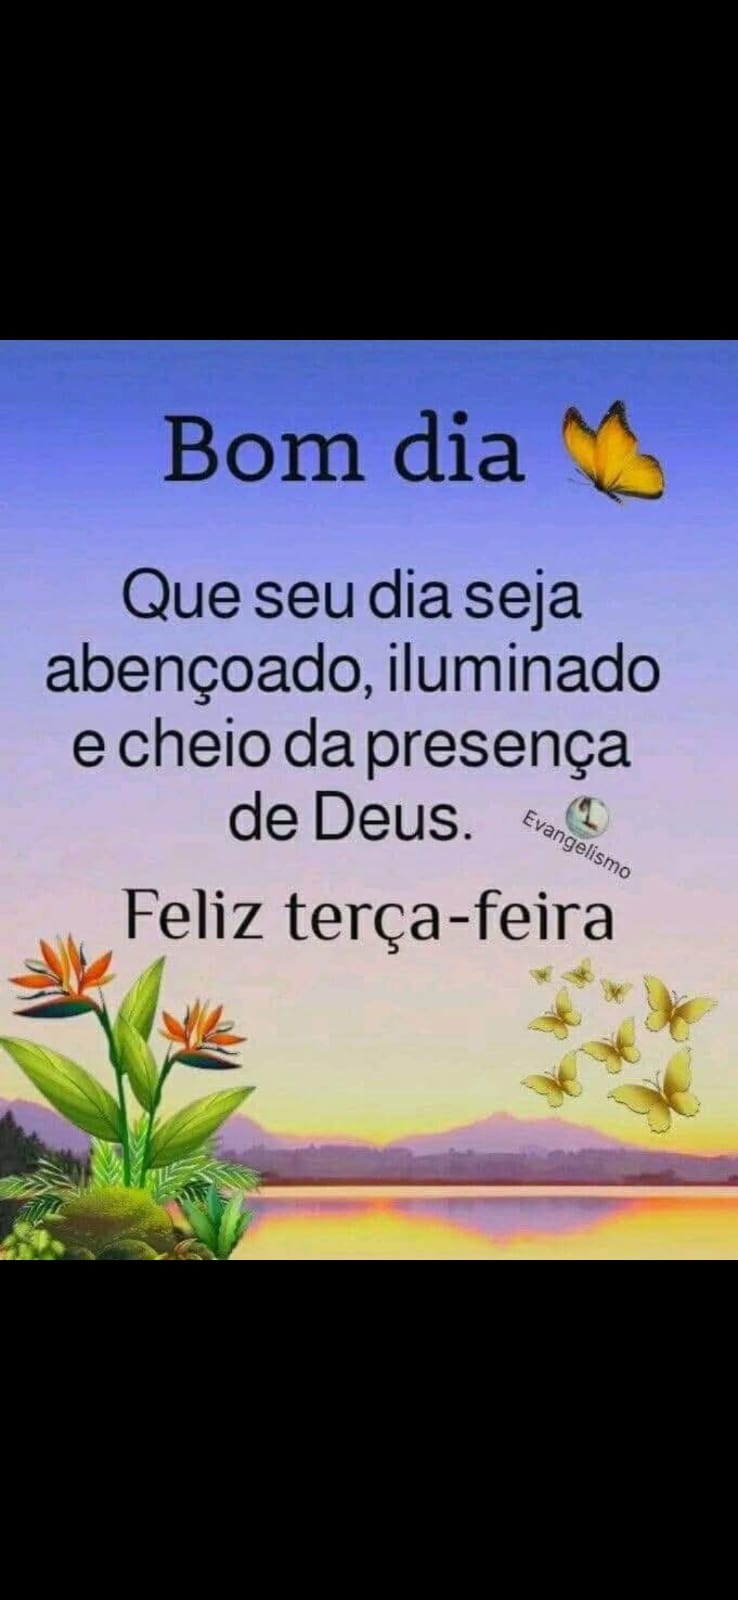 Bom dia
Que seu dia seja
abençoado, iluminado
e cheio da presença
de Deus.
Evangelismo
Feliz terça-feira